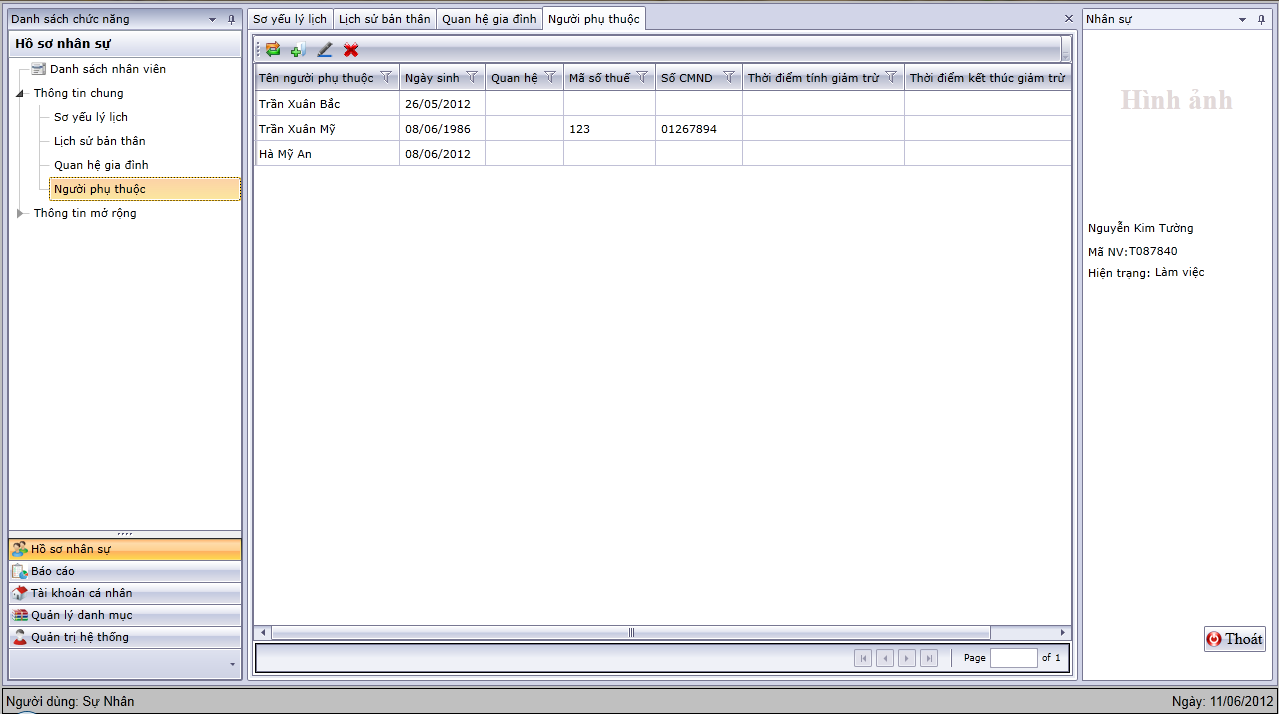 Danh sách chức năng
Hồ sơ nhân sự
Danh sách nhân viên
Thông tin chung
Sơ yếu lý lịch
Lịch sử bản thân
Quan hệ gia đình
Người phụ thuộc
Thông tin mở rộng
Hồ sơ nhân sự
Báo cáo
Tài khoản cá nhân
Quản lý danh mục
Quản trị hệ thống
Sơ yếu lý lịch Lịch sử bản thân Quan hệ gia đình Người phụ thuộc
Tên người phụ thuộc Ngày sinh Quan hệ Mã số thuế Số CMND Thời điểm tính giảm trừ Thời điểm kết thúc giảm trừ
Trần Xuân Bắc 26/05/2012
Trần Xuân Mỹ 08/06/1986 123 01267894
Hà Mỹ An 08/06/2012
Page of 1
Nhân sự
Hình ảnh
Nguyễn Kim Tường
Mã NV:T087840
Hiện trạng: Làm việc
Thoát
Người dùng: Sự Nhân Ngày: 11/06/2012